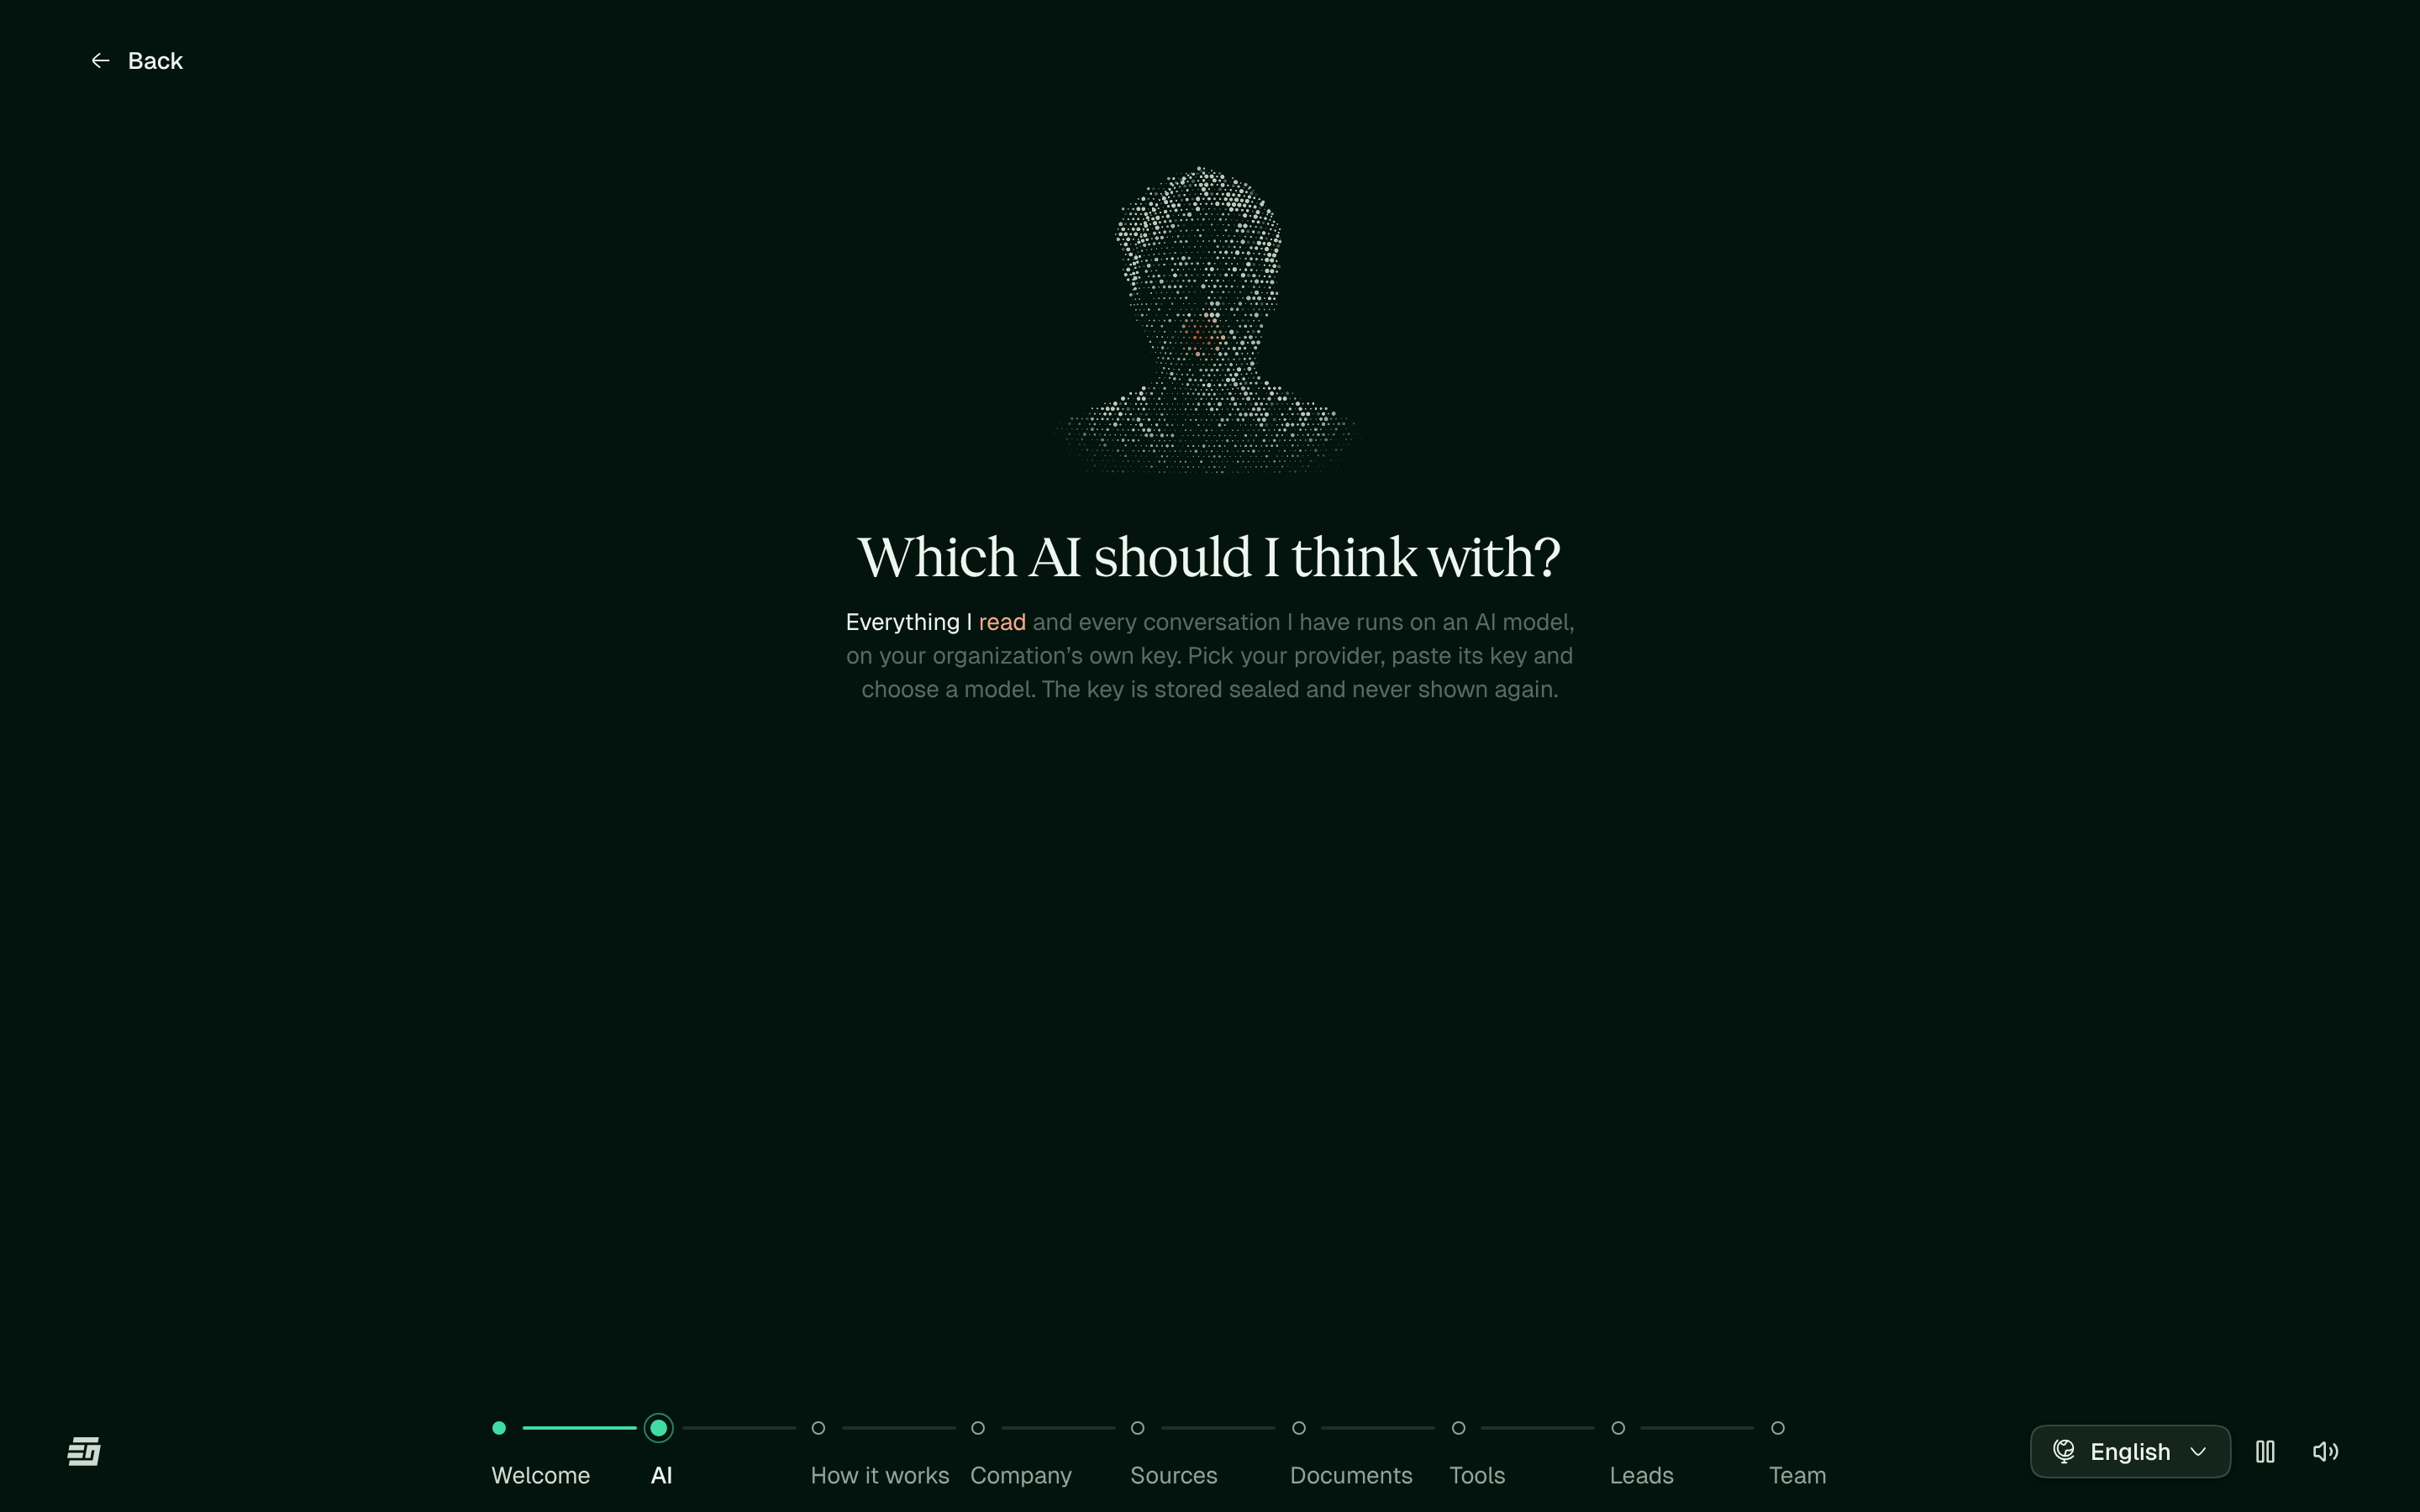 Back
Which AI should I think with?
Everything I read and every conversation I have runs on an AI model,
on your organization’s own key. Pick your provider, paste its key and
choose a model. The key is stored sealed and never shown again.
Welcome
AI
How it works
Company
Sources
Documents
Tools
Leads
Team
English